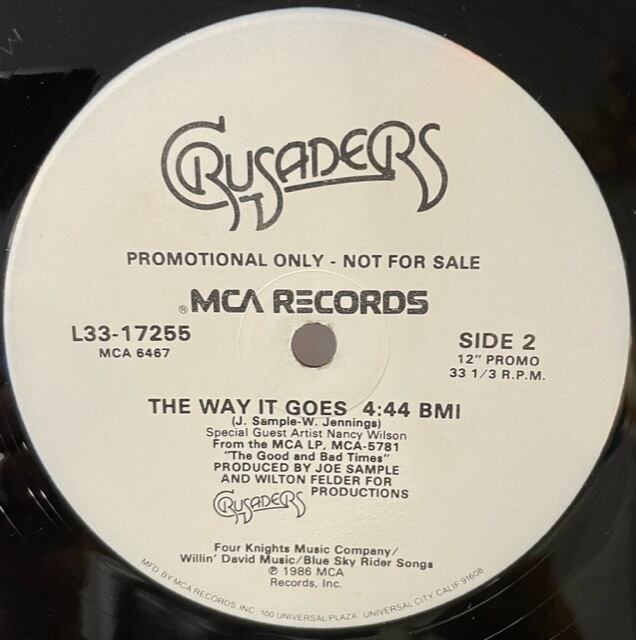 CRUSADERS
PROMOTIONAL ONLY - NOT FOR SALE
® MCA RECORDS
L33-17255
MCA 6467
SIDE 2
12" PROMO
33 1/3 R.P.M.
THE WAY IT GOES 4:44 BMI
(J. Sample-W. Jennings)
Special Guest Artist Nancy Wilson
From the MCA LP, MCA-5781
"The Good and Bad Times"
PRODUCED BY JOE SAMPLE
AND WILTON FELDER FOR
CRUSADERS PRODUCTIONS
Four Knights Music Company/
Willin' David Music/Blue Sky Rider Songs
℗ 1986 MCA
Records, Inc.
MFD BY MCA RECORDS, INC. 100 UNIVERSAL PLAZA, UNIVERSAL CITY, CALIF. 91608